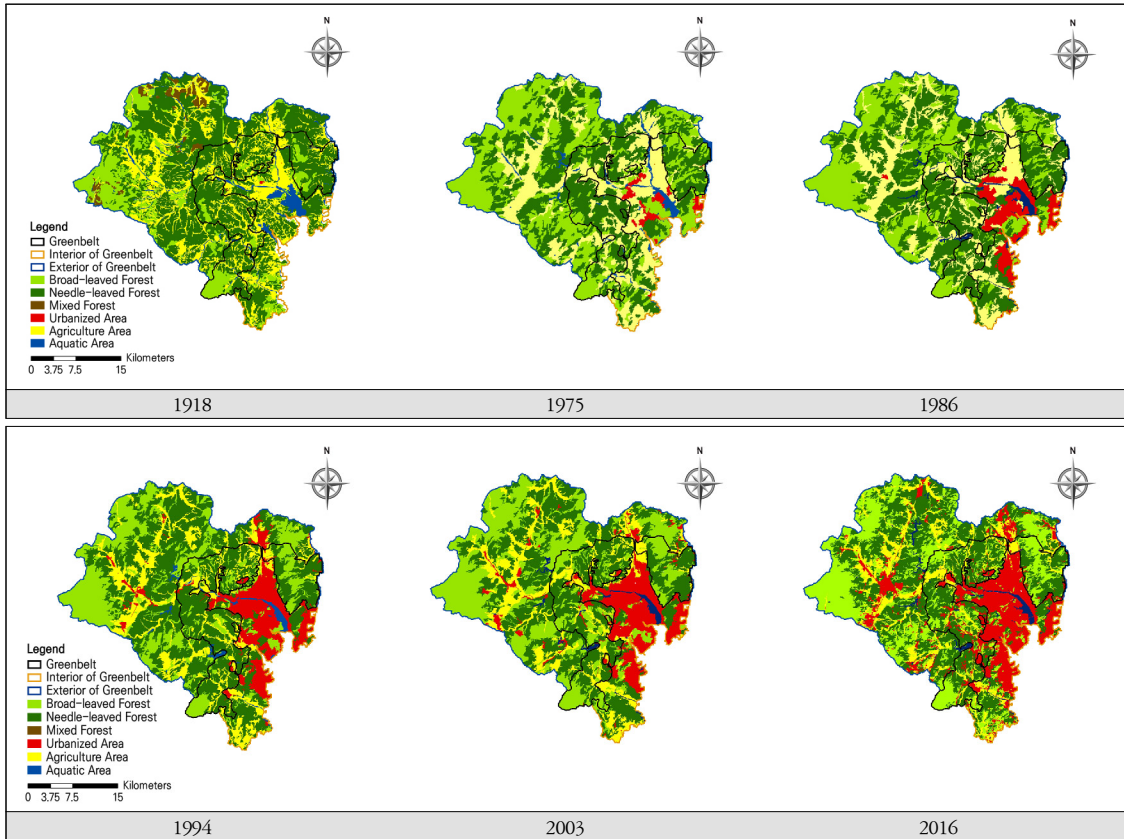 N
N
N
Legend
Greenbelt
Interior of Greenbelt
Exterior of Greenbelt
Broad-leaved Forest
Needle-leaved Forest
Mixed Forest
Urbanized Area
Agriculture Area
Aquatic Area
Kilometers
0 3.75 7.5 15
1918 1975 1986
N
N
N
Legend
Greenbelt
Interior of Greenbelt
Exterior of Greenbelt
Broad-leaved Forest
Needle-leaved Forest
Mixed Forest
Urbanized Area
Agriculture Area
Aquatic Area
Kilometers
0 3.75 7.5 15
1994 2003 2016